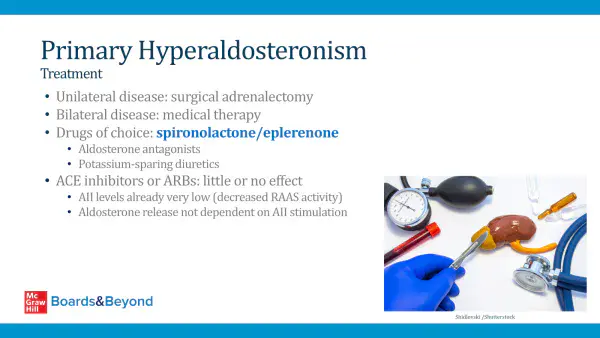 Primary Hyperaldosteronism
Treatment
• Unilateral disease: surgical adrenalectomy
• Bilateral disease: medical therapy
• Drugs of choice: spironolactone/eplerenone
• Aldosterone antagonists
• Potassium-sparing diuretics
• ACE inhibitors or ARBs: little or no effect
• AII levels already very low (decreased RAAS activity)
• Aldosterone release not dependent on AII stimulation
Mc
Graw
Hill
Boards&Beyond
/Shutterstock